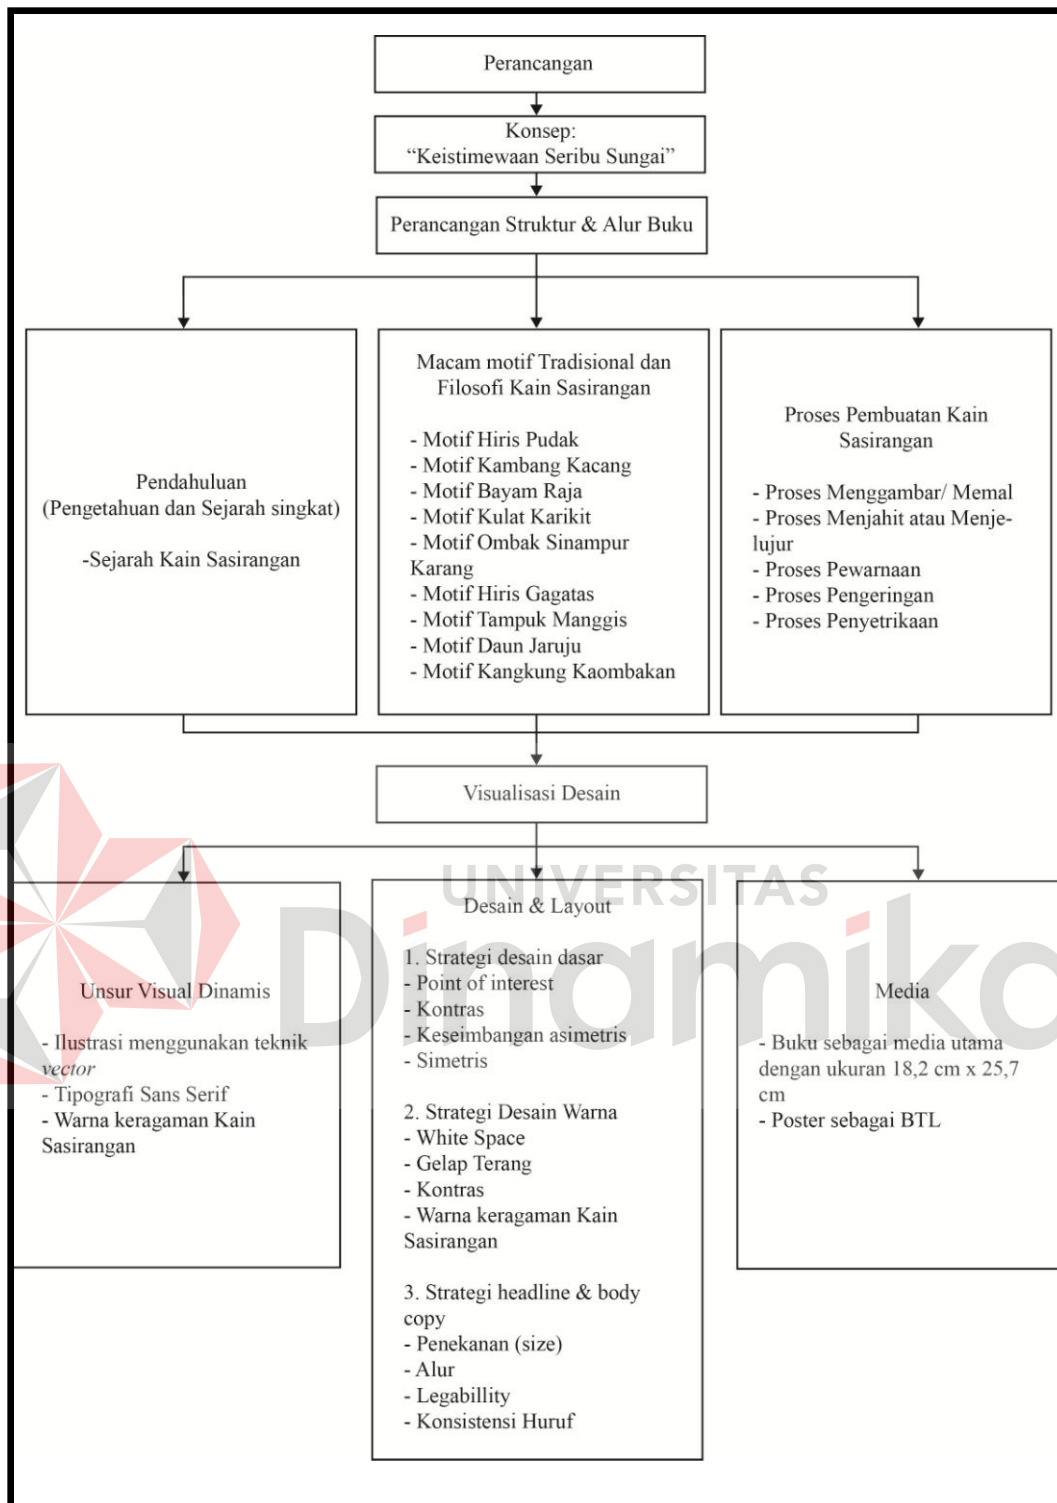 Perancangan
Konsep:
“Keistimewaan Seribu Sungai”
Perancangan Struktur & Alur Buku
Pendahuluan
(Pengetahuan dan Sejarah singkat)
-Sejarah Kain Sasirangan
Macam motif Tradisional dan
Filosofi Kain Sasirangan
- Motif Hiris Pudak
- Motif Kambang Kacang
- Motif Bayam Raja
- Motif Kulat Karikit
- Motif Ombak Sinampur
Karang
- Motif Hiris Gagatas
- Motif Tampuk Manggis
- Motif Daun Jaruju
- Motif Kangkung Kaombakan
Proses Pembuatan Kain
Sasirangan
- Proses Menggambar/ Memal
- Proses Menjahit atau Menje-
lujur
- Proses Pewarnaan
- Proses Pengeringan
- Proses Penyetrikaan
Visualisasi Desain
Unsur Visual Dinamis
- Ilustrasi menggunakan teknik
vector
- Tipografi Sans Serif
- Warna keragaman Kain
Sasirangan
Desain & Layout
1. Strategi desain dasar
- Point of interest
- Kontras
- Keseimbangan asimetris
- Simetris
2. Strategi Desain Warna
- White Space
- Gelap Terang
- Kontras
- Warna keragaman Kain
Sasirangan
3. Strategi headline & body
copy
- Penekanan (size)
- Alur
- Legabillity
- Konsistensi Huruf
Media
- Buku sebagai media utama
dengan ukuran 18,2 cm x 25,7
cm
- Poster sebagai BTL
UNIVERSITAS
Dinamika